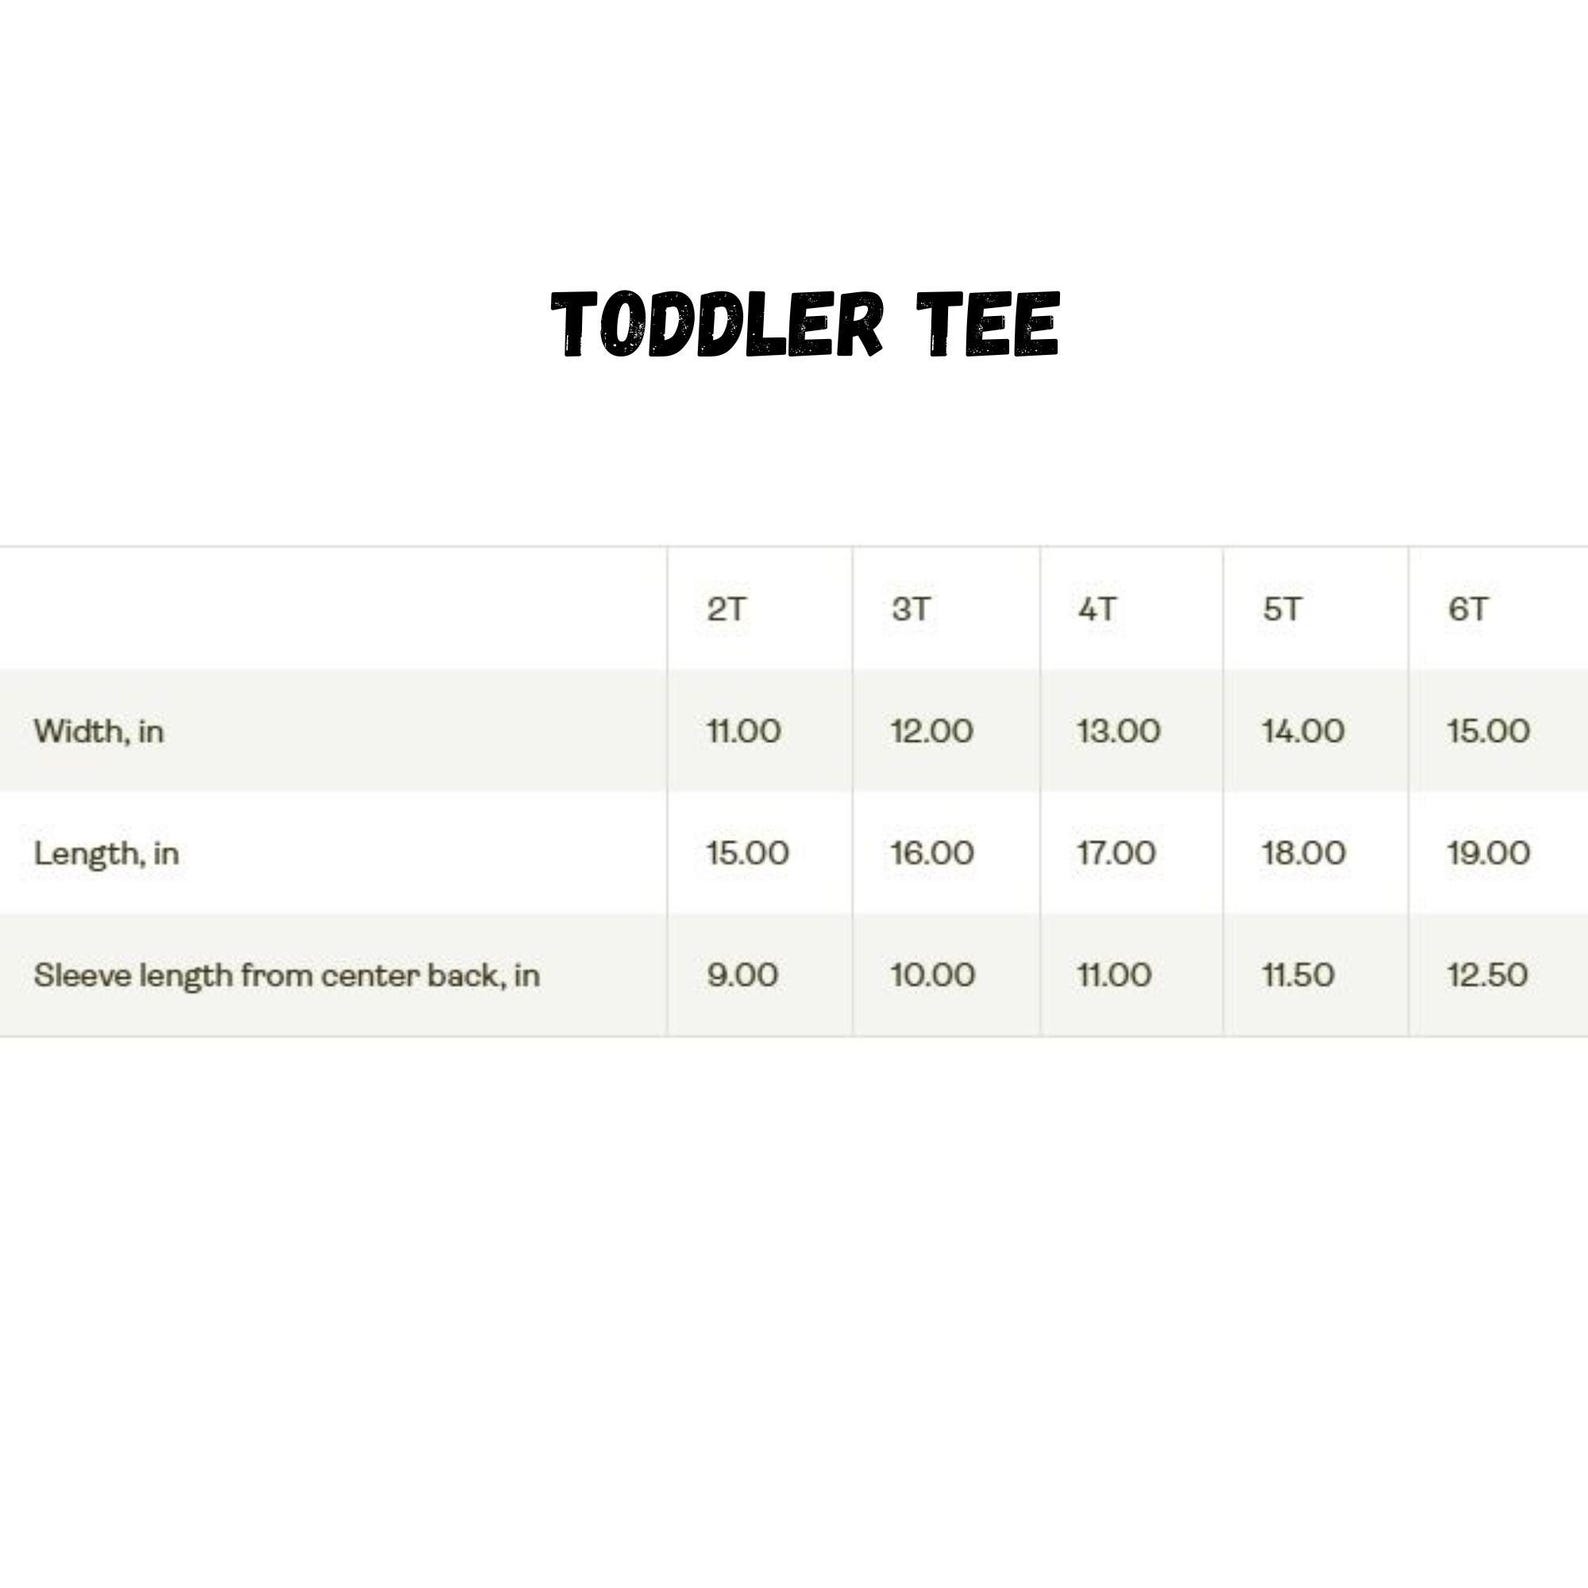 TODDLER TEE
2T 3T 4T 5T 6T
Width, in 11.00 12.00 13.00 14.00 15.00
Length, in 15.00 16.00 17.00 18.00 19.00
Sleeve length from center back, in 9.00 10.00 11.00 11.50 12.50